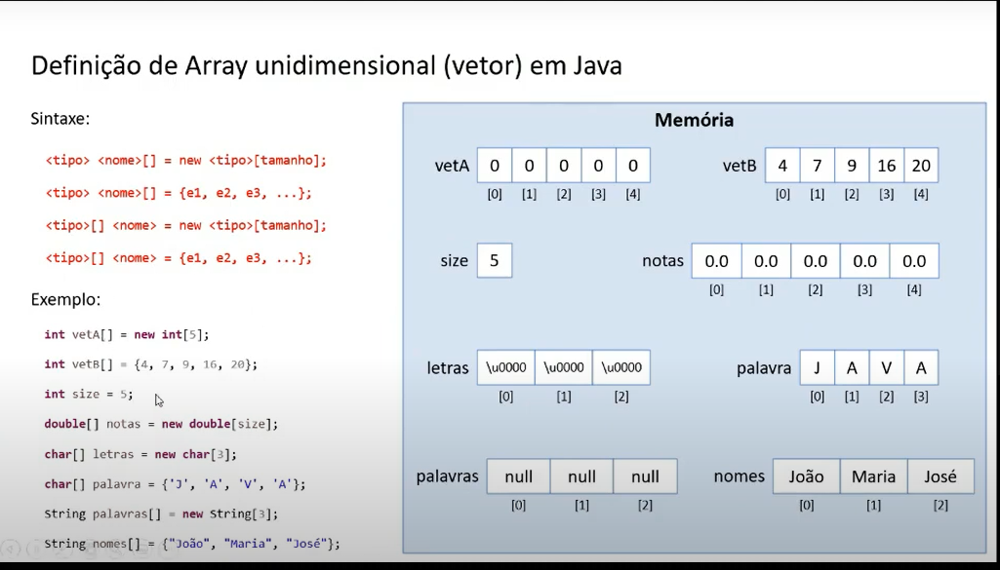 Definição de Array unidimensional (vetor) em Java
Sintaxe:
<tipo> <nome>[] = new <tipo>[tamanho];
<tipo> <nome>[] = {e1, e2, e3, ...};
<tipo>[] <nome> = new <tipo>[tamanho];
<tipo>[] <nome> = {e1, e2, e3, ...};
Exemplo:
int vetA[] = new int[5];
int vetB[] = {4, 7, 9, 16, 20};
int size = 5;
double[] notas = new double[size];
char[] letras = new char[3];
char[] palavra = {'J', 'A', 'V', 'A'};
String palavras[] = new String[3];
String nomes[] = {"João", "Maria", "José"};
Memória
vetA 0 0 0 0 0
[0] [1] [2] [3] [4]
vetB 4 7 9 16 20
[0] [1] [2] [3] [4]
size 5
notas 0.0 0.0 0.0 0.0 0.0
[0] [1] [2] [3] [4]
letras \u0000 \u0000 \u0000
[0] [1] [2]
palavra J A V A
[0] [1] [2] [3]
palavras null null null
[0] [1] [2]
nomes João Maria José
[0] [1] [2]